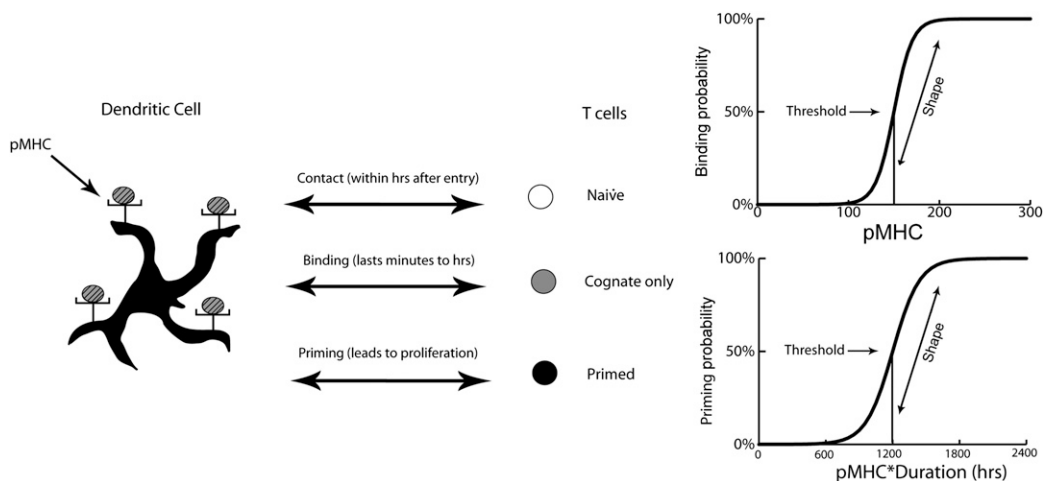 Dendritic Cell
pMHC
T cells
Contact (within hrs after entry)
Naïve
Binding (lasts minutes to hrs)
Cognate only
Priming (leads to proliferation)
Primed
100%
50%
0%
Binding probability
Threshold
Shape
0
100
200
300
pMHC
100%
50%
0%
Priming probability
Threshold
Shape
0
600
1200
1800
2400
pMHC*Duration (hrs)